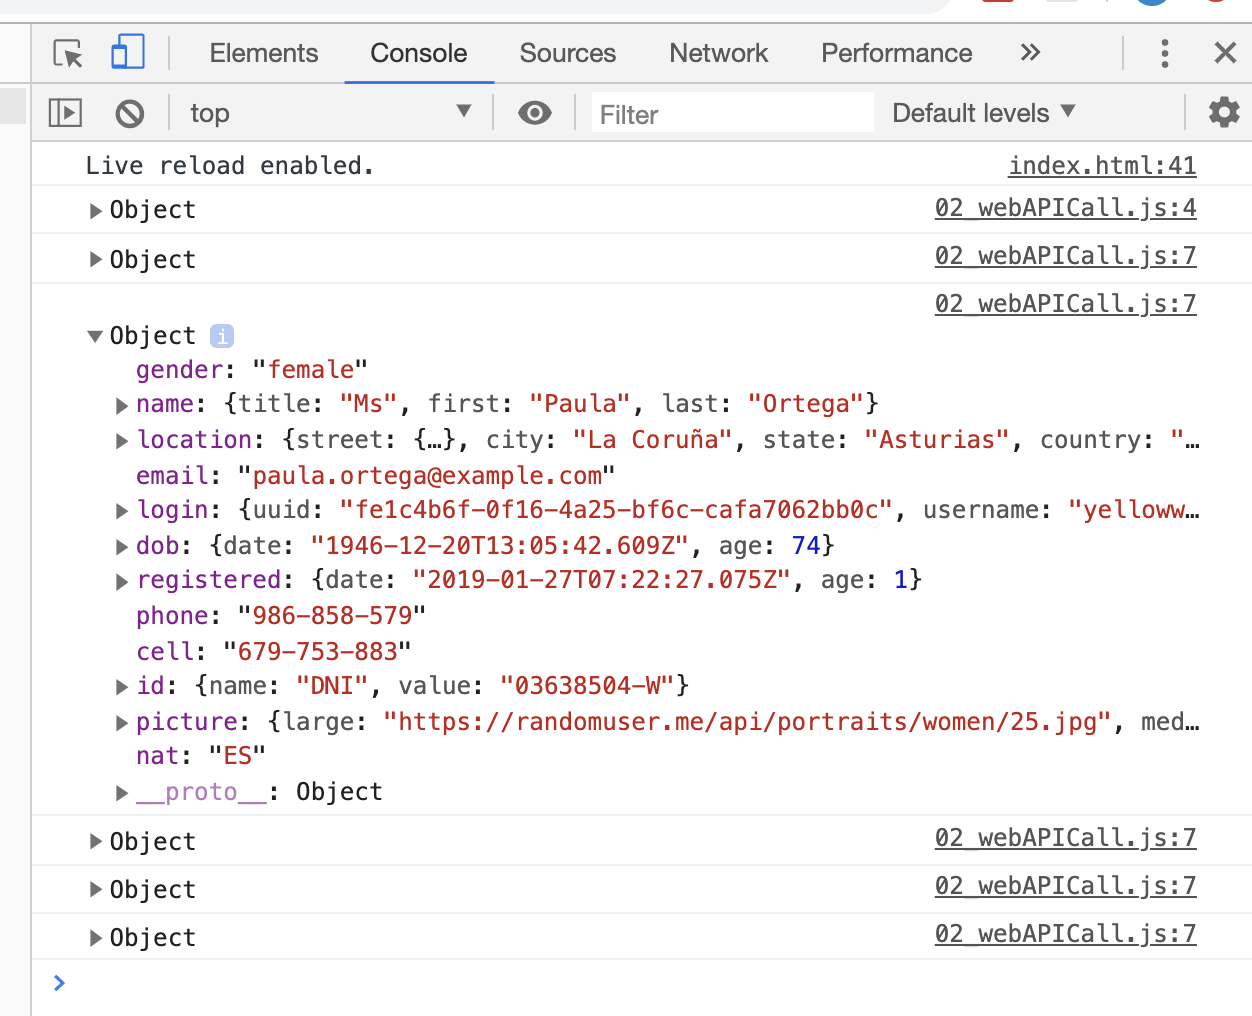 Elements Console Sources Network Performance »
top Filter Default levels
Live reload enabled. index.html:41
Object 02_webAPICall.js:4
Object 02_webAPICall.js:7
02_webAPICall.js:7
Object i
gender: "female"
name: {title: "Ms", first: "Paula", last: "Ortega"}
location: {street: {…}, city: "La Coruña", state: "Asturias", country: "…
email: "paula.ortega@example.com"
login: {uuid: "fe1c4b6f-0f16-4a25-bf6c-cafa7062bb0c", username: "yelloww…
dob: {date: "1946-12-20T13:05:42.609Z", age: 74}
registered: {date: "2019-01-27T07:22:27.075Z", age: 1}
phone: "986-858-579"
cell: "679-753-883"
id: {name: "DNI", value: "03638504-W"}
picture: {large: "https://randomuser.me/api/portraits/women/25.jpg", med…
nat: "ES"
__proto__: Object
Object 02_webAPICall.js:7
Object 02_webAPICall.js:7
Object 02_webAPICall.js:7